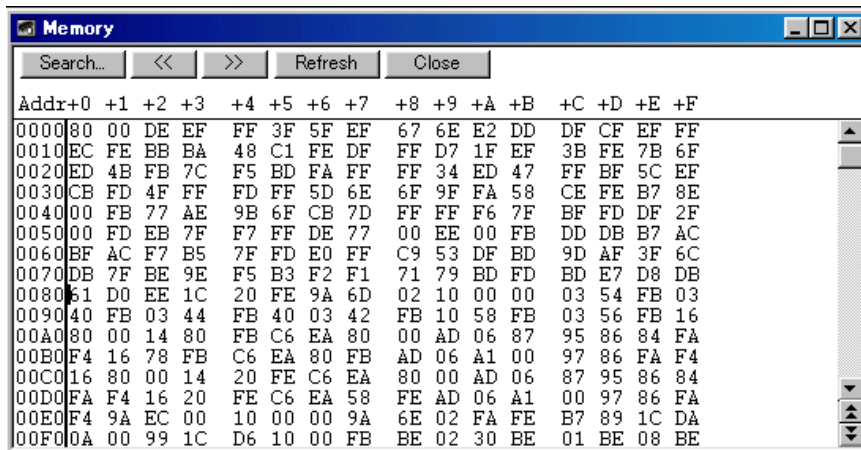 Memory
Search... << >> Refresh Close
Addr+0 +1 +2 +3 +4 +5 +6 +7 +8 +9 +A +B +C +D +E +F
0000 80 00 DE EF FF 3F 5F EF 67 6E E2 DD DF CF EF FF
0010 EC FE BB BA 48 C1 FE DF FF D7 1F EF 3B FE 7B 6F
0020 ED 4B FB 7C F5 BD FA FF FF 34 ED 47 FF BF 5C EF
0030 CB FD 4F FF FD FF 5D 6E 6F 9F FA 58 CE FE B7 8E
0040 00 FB 77 AE 9B 6F CB 7D FF FF F6 7F BF FD DF 2F
0050 00 FD EB 7F F7 FF DE 77 00 EE 00 FB DD DB B7 AC
0060 BF AC F7 B5 7F FD E0 FF C9 53 DF BD 9D AF 3F 6C
0070 DB 7F BE 9E F5 B3 F2 F1 71 79 BD FD BD E7 D8 DB
0080 61 D0 EE 1C 20 FE 9A 6D 02 10 00 00 03 54 FB 03
0090 40 FB 03 44 FB 40 03 42 FB 10 58 FB 03 56 FB 16
00A0 80 00 14 80 FB C6 EA 80 00 AD 06 87 95 86 84 FA
00B0 F4 16 78 FB C6 EA 80 FB AD 06 A1 00 97 86 FA F4
00C0 16 80 00 14 20 FE C6 EA 80 00 AD 06 87 95 86 84
00D0 FA F4 16 20 FE C6 EA 58 FE AD 06 A1 00 97 86 FA
00E0 F4 9A EC 00 10 00 00 9A 6E 02 FA FE B7 89 1C DA
00F0 0A 00 99 1C D6 10 00 FB BE 02 30 BE 01 BE 08 BE